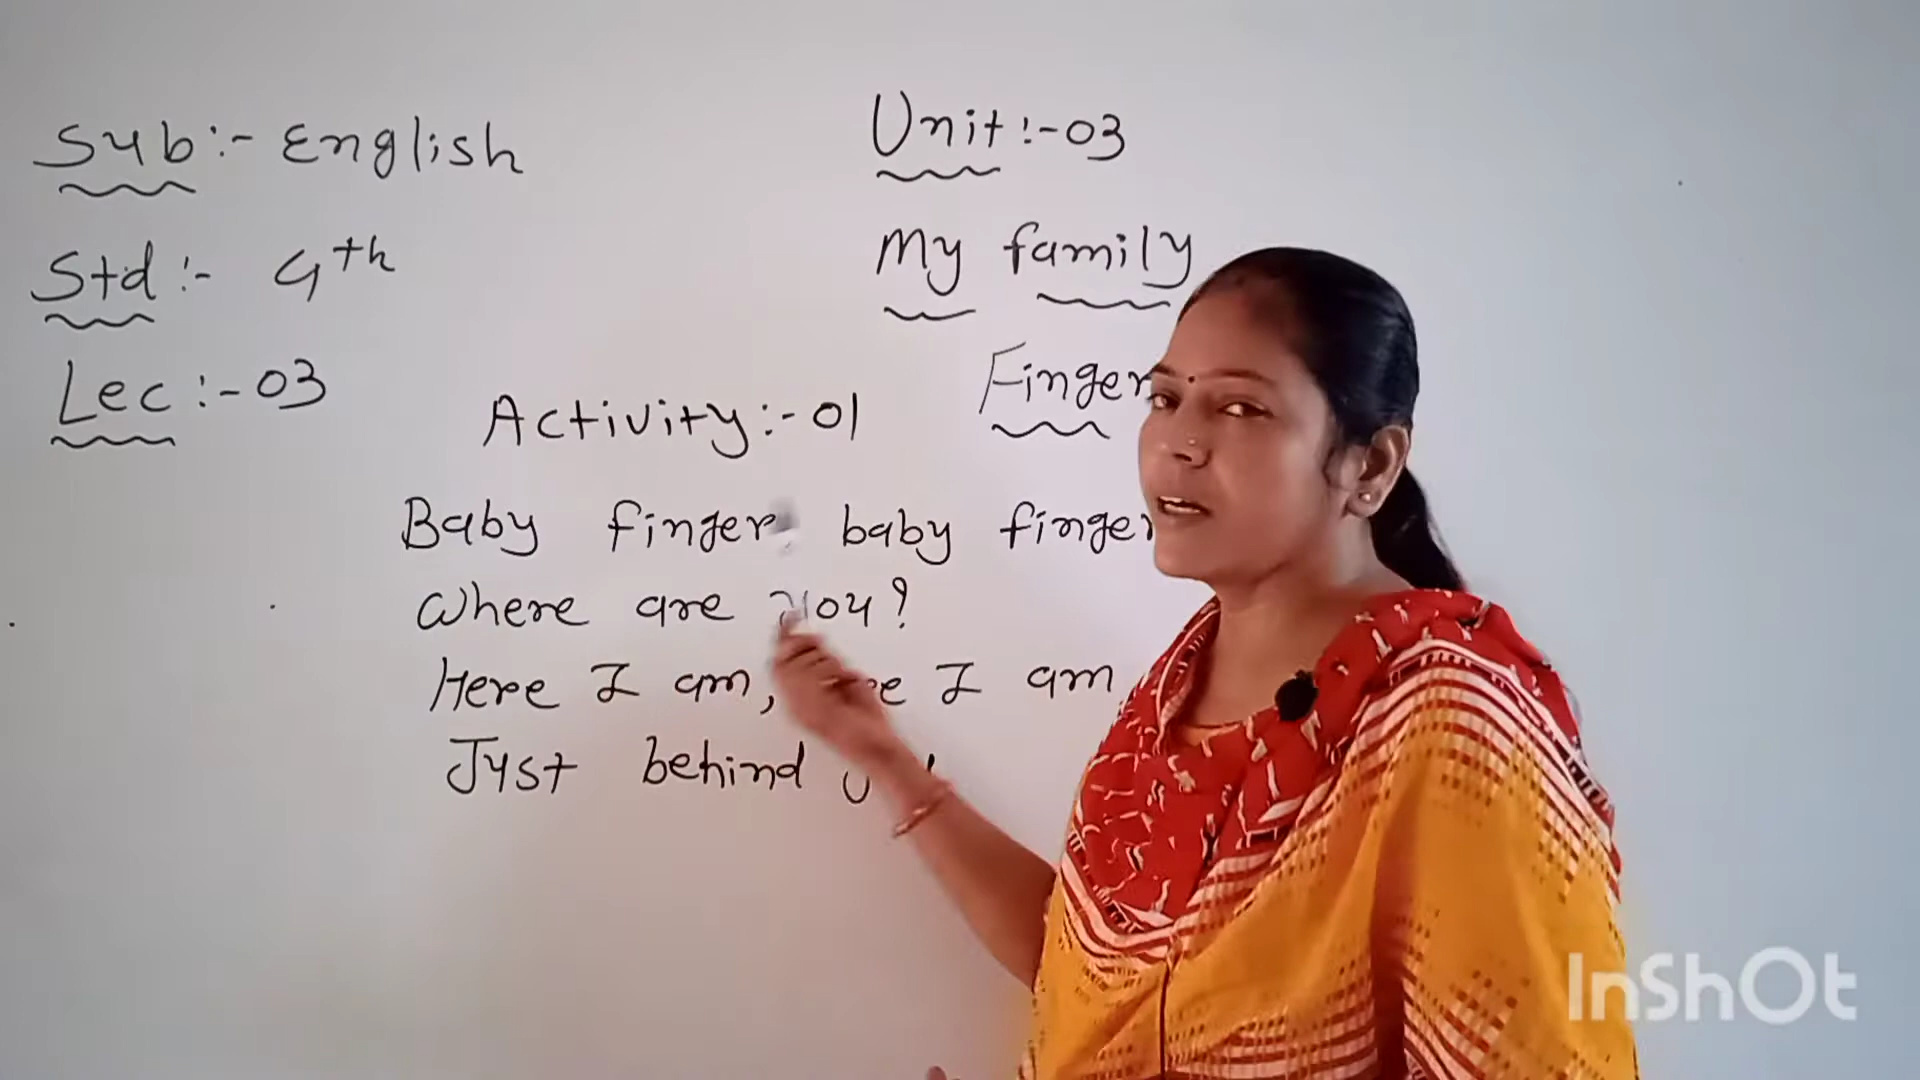 Sub:- English
Std:- 4th
Lec:-03
Unit:-03
My family
Finger
Activity:-01
Baby finger baby finger
Where are you?
Here I am, I am
Just behind
InShOt